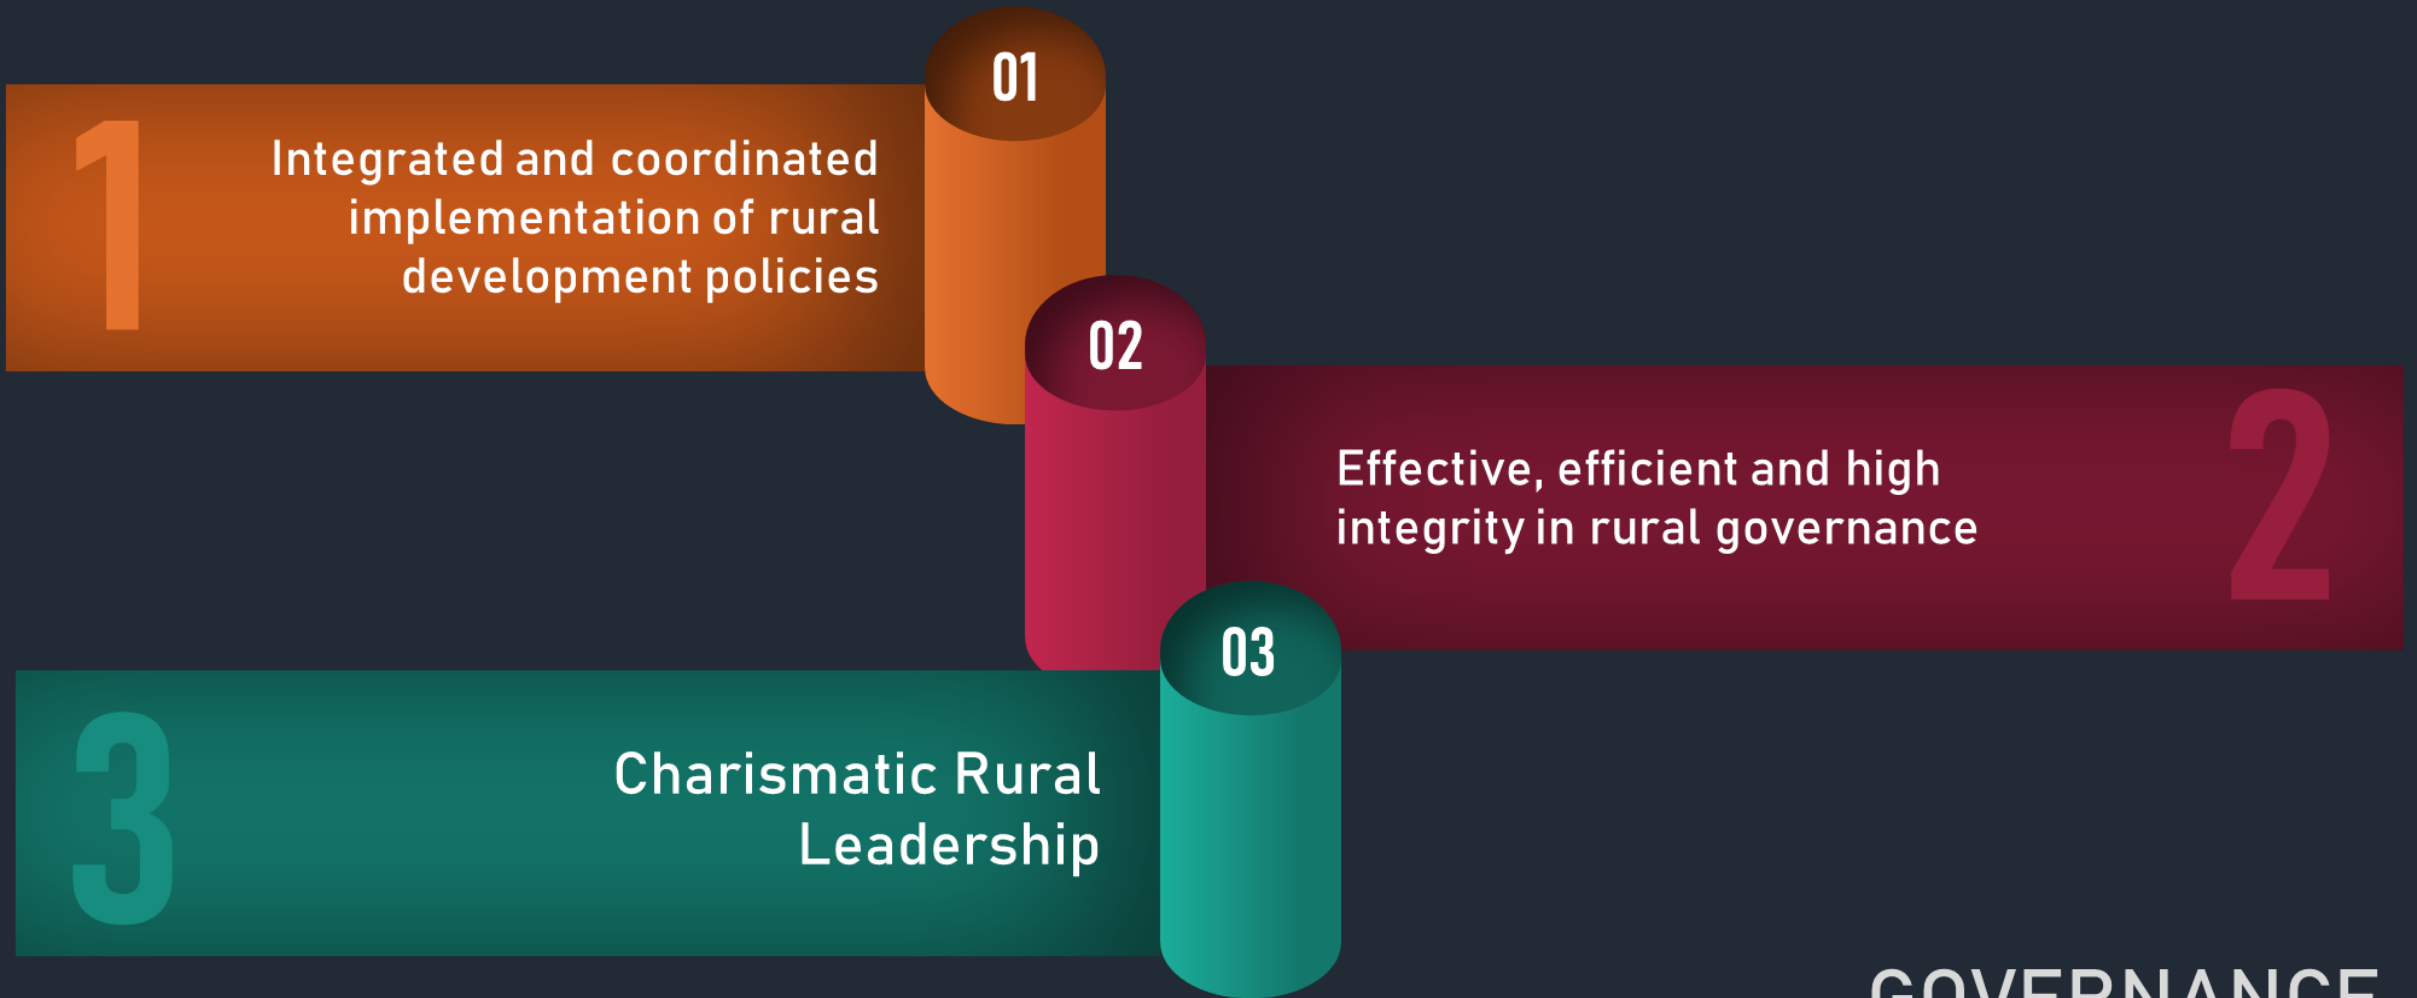 01
1
Integrated and coordinated
implementation of rural
development policies
02
2
Effective, efficient and high
integrity in rural governance
03
3
Charismatic Rural
Leadership
GOVERNANCE